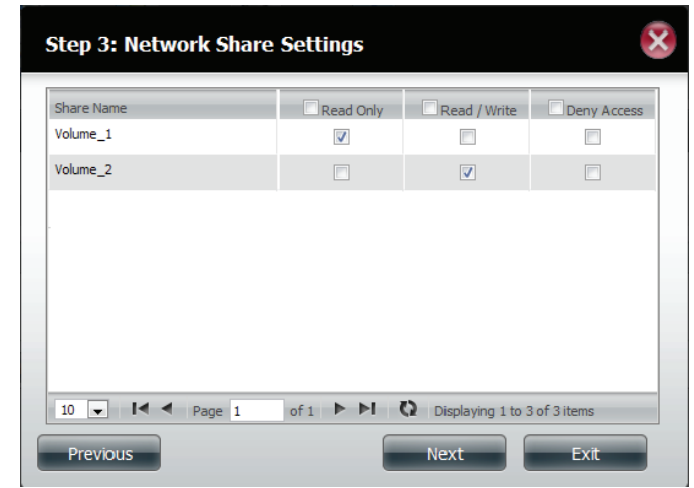 Step 3: Network Share Settings
Share Name Read Only Read / Write Deny Access
Volume_1
Volume_2
10 Page 1 of 1 Displaying 1 to 3 of 3 items
Previous Next Exit